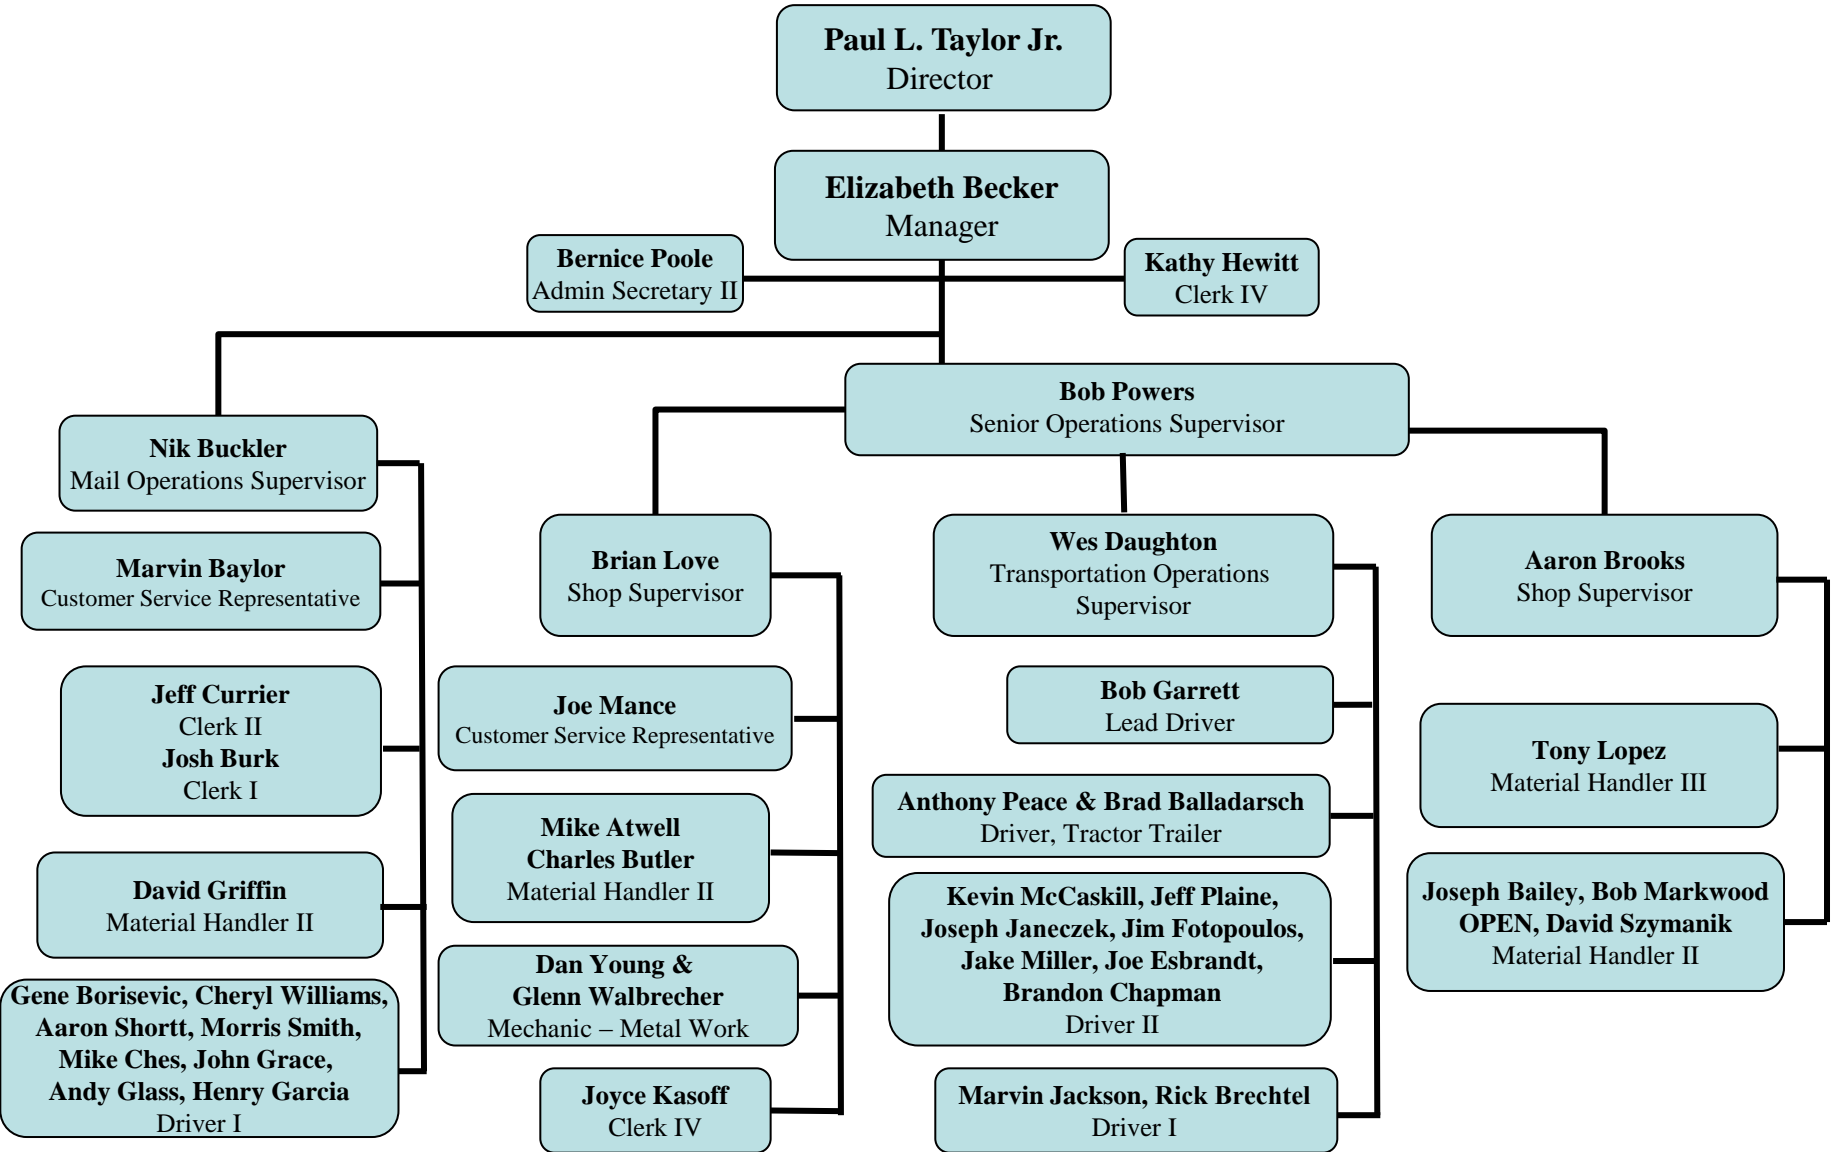 Paul L. Taylor Jr.
Director
Elizabeth Becker
Manager
Bernice Poole
Admin Secretary II
Kathy Hewitt
Clerk IV
Bob Powers
Senior Operations Supervisor
Nik Buckler
Mail Operations Supervisor
Marvin Baylor
Customer Service Representative
Jeff Currier
Clerk II
Josh Burk
Clerk I
David Griffin
Material Handler II
Gene Borisevic, Cheryl Williams,
Aaron Shortt, Morris Smith,
Mike Ches, John Grace,
Andy Glass, Henry Garcia
Driver I
Brian Love
Shop Supervisor
Joe Mance
Customer Service Representative
Mike Atwell
Charles Butler
Material Handler II
Dan Young &
Glenn Walbrecher
Mechanic – Metal Work
Joyce Kasoff
Clerk IV
Wes Daughton
Transportation Operations
Supervisor
Bob Garrett
Lead Driver
Anthony Peace & Brad Balladarsch
Driver, Tractor Trailer
Kevin McCaskill, Jeff Plaine,
Joseph Janeczek, Jim Fotopoulos,
Jake Miller, Joe Esbrandt,
Brandon Chapman
Driver II
Marvin Jackson, Rick Brechtel
Driver I
Aaron Brooks
Shop Supervisor
Tony Lopez
Material Handler III
Joseph Bailey, Bob Markwood
OPEN, David Szymanik
Material Handler II